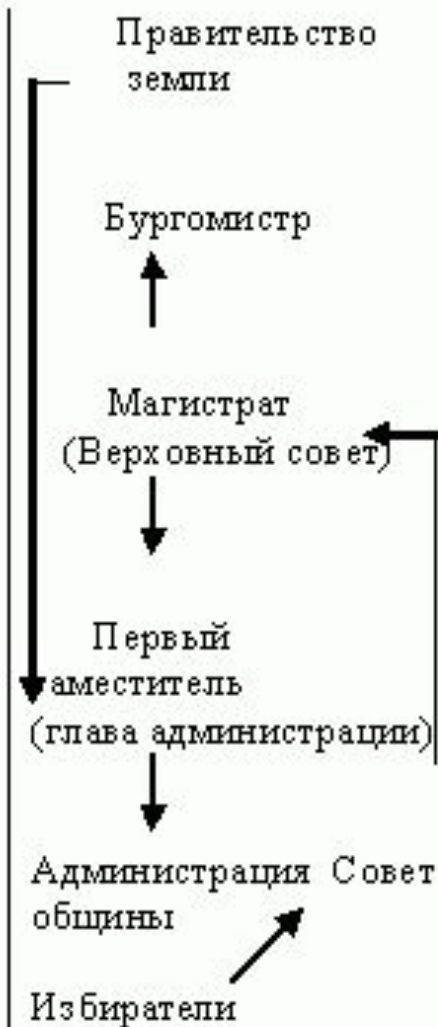 Правительство
земли
Бургомистр
Магистрат
(Верховный совет)
Первый
аместитель
(глава администрации)
Администрация Совет
общины
Избиратели